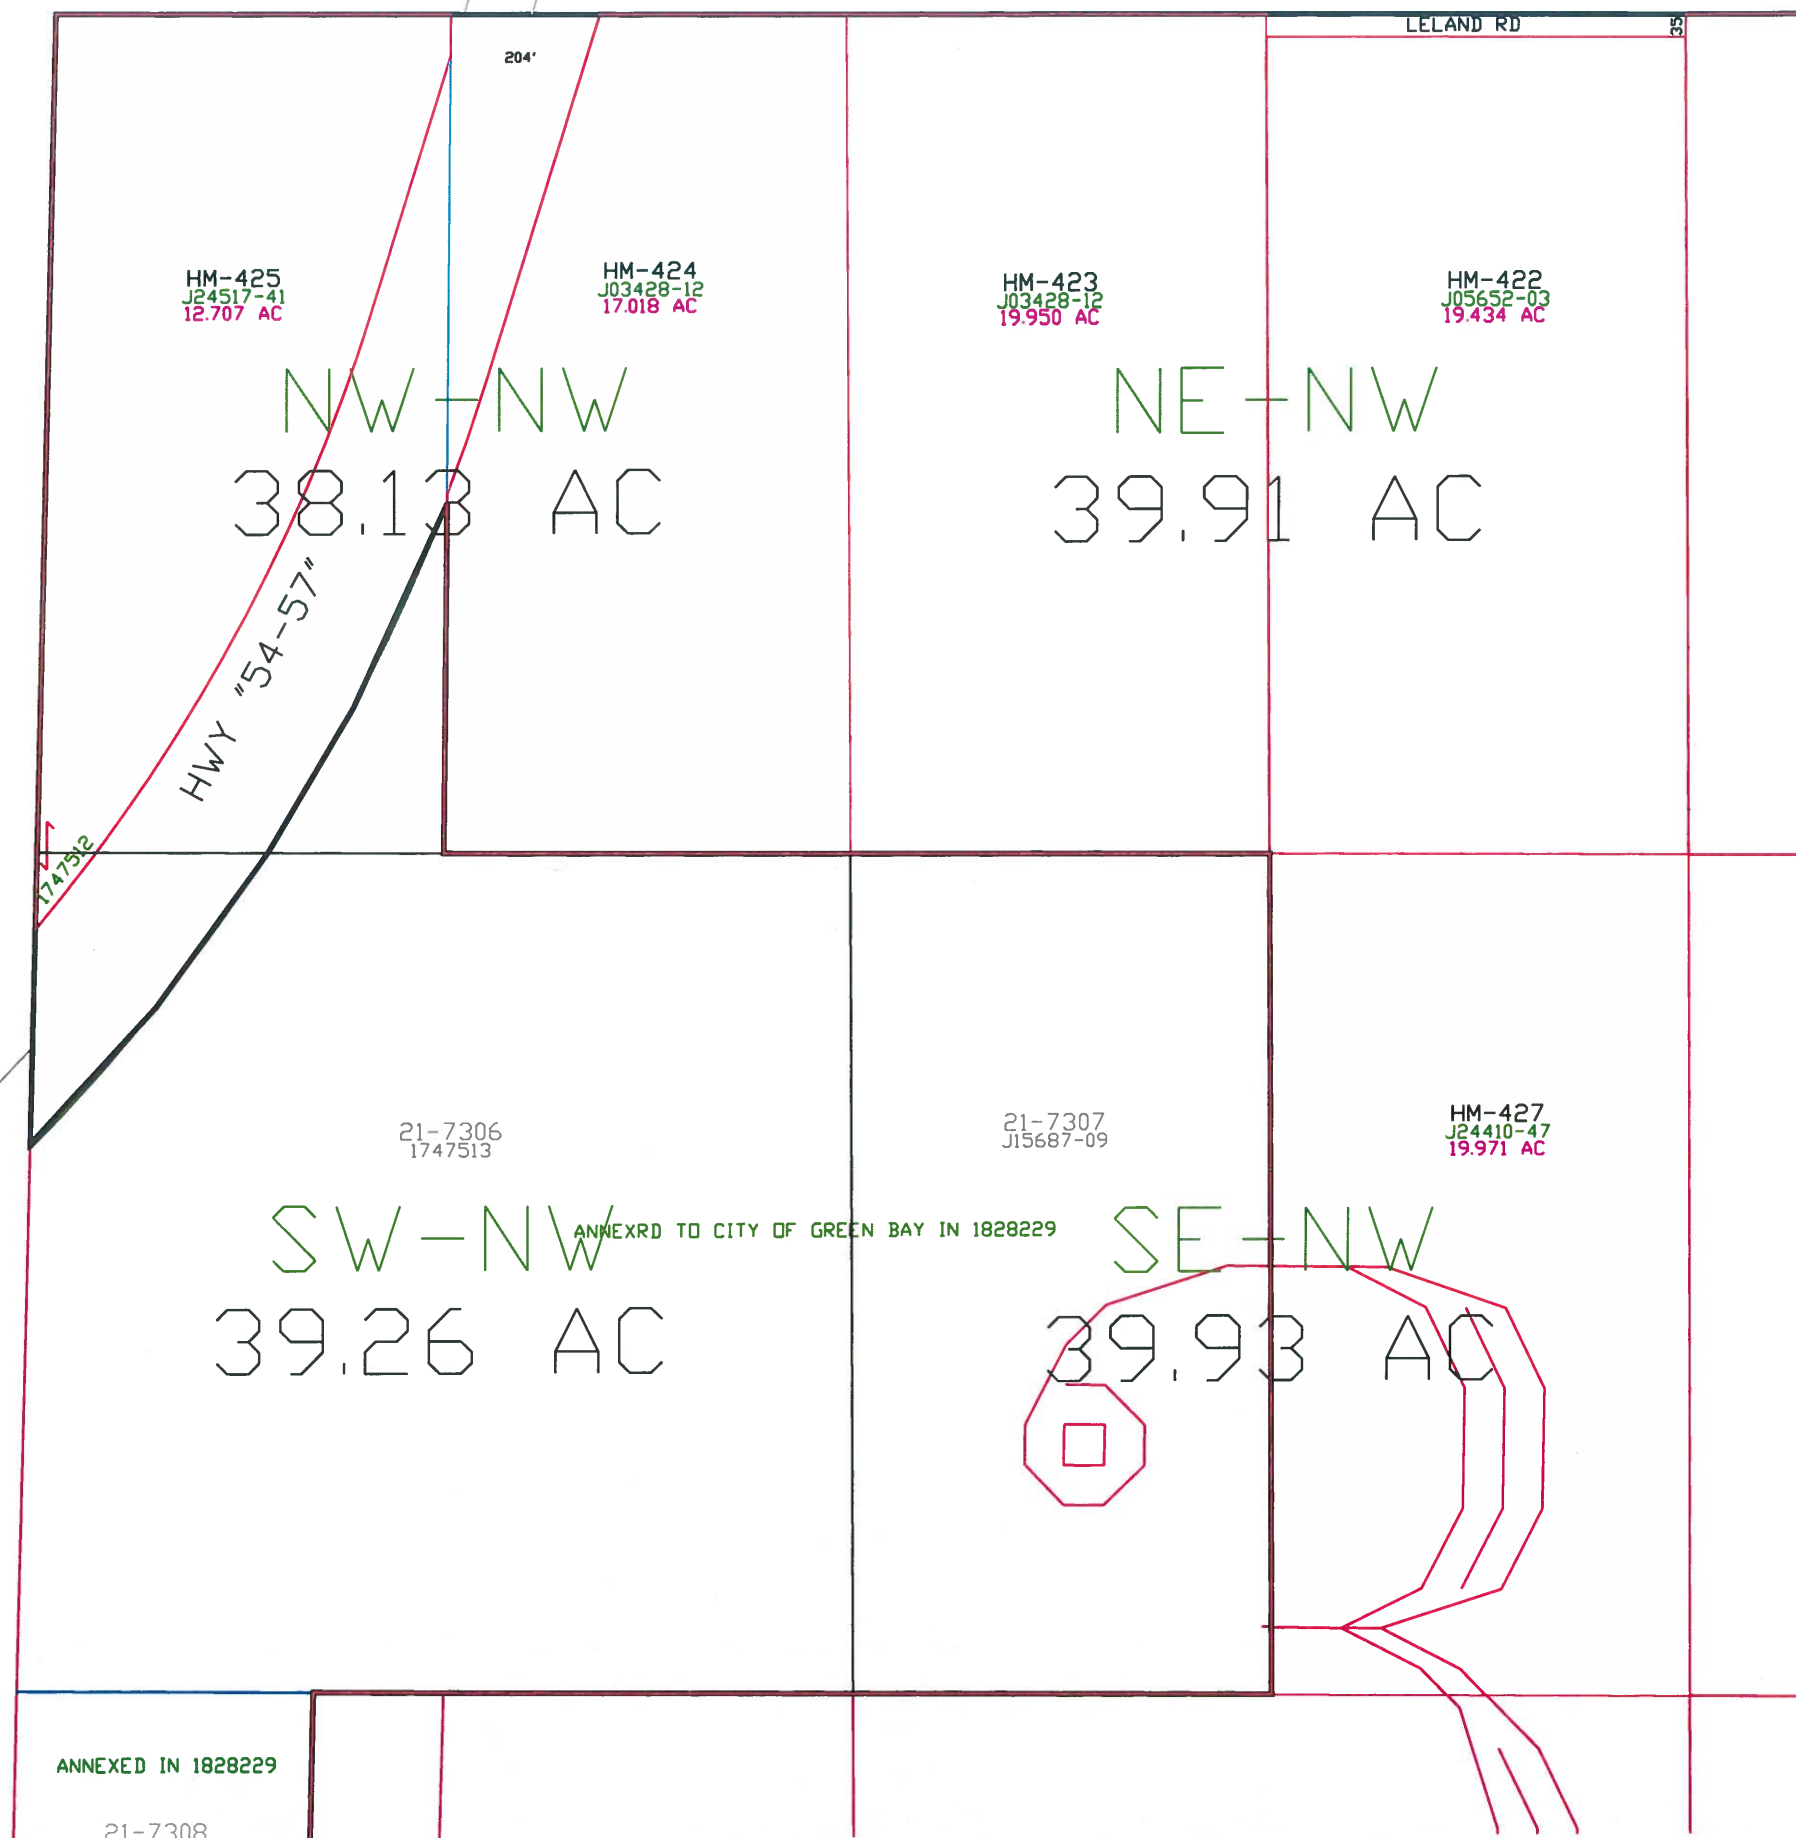 LELAND RD
35
204'
HM-425
J24517-41
12.707 AC
HM-424
J03428-12
17.018 AC
HM-423
J03428-12
19.950 AC
HM-422
J05652-03
19.434 AC
NW-NW
38.13 AC
NE-NW
39.91 AC
HWY "54-57"
1747512
21-7306
1747513
21-7307
J15687-09
HM-427
J24410-47
19.971 AC
SW-NW
ANNEXRD TO CITY OF GREEN BAY IN 1828229
SE-NW
39.26 AC
39.93 AC
ANNEXED IN 1828229
21-7308